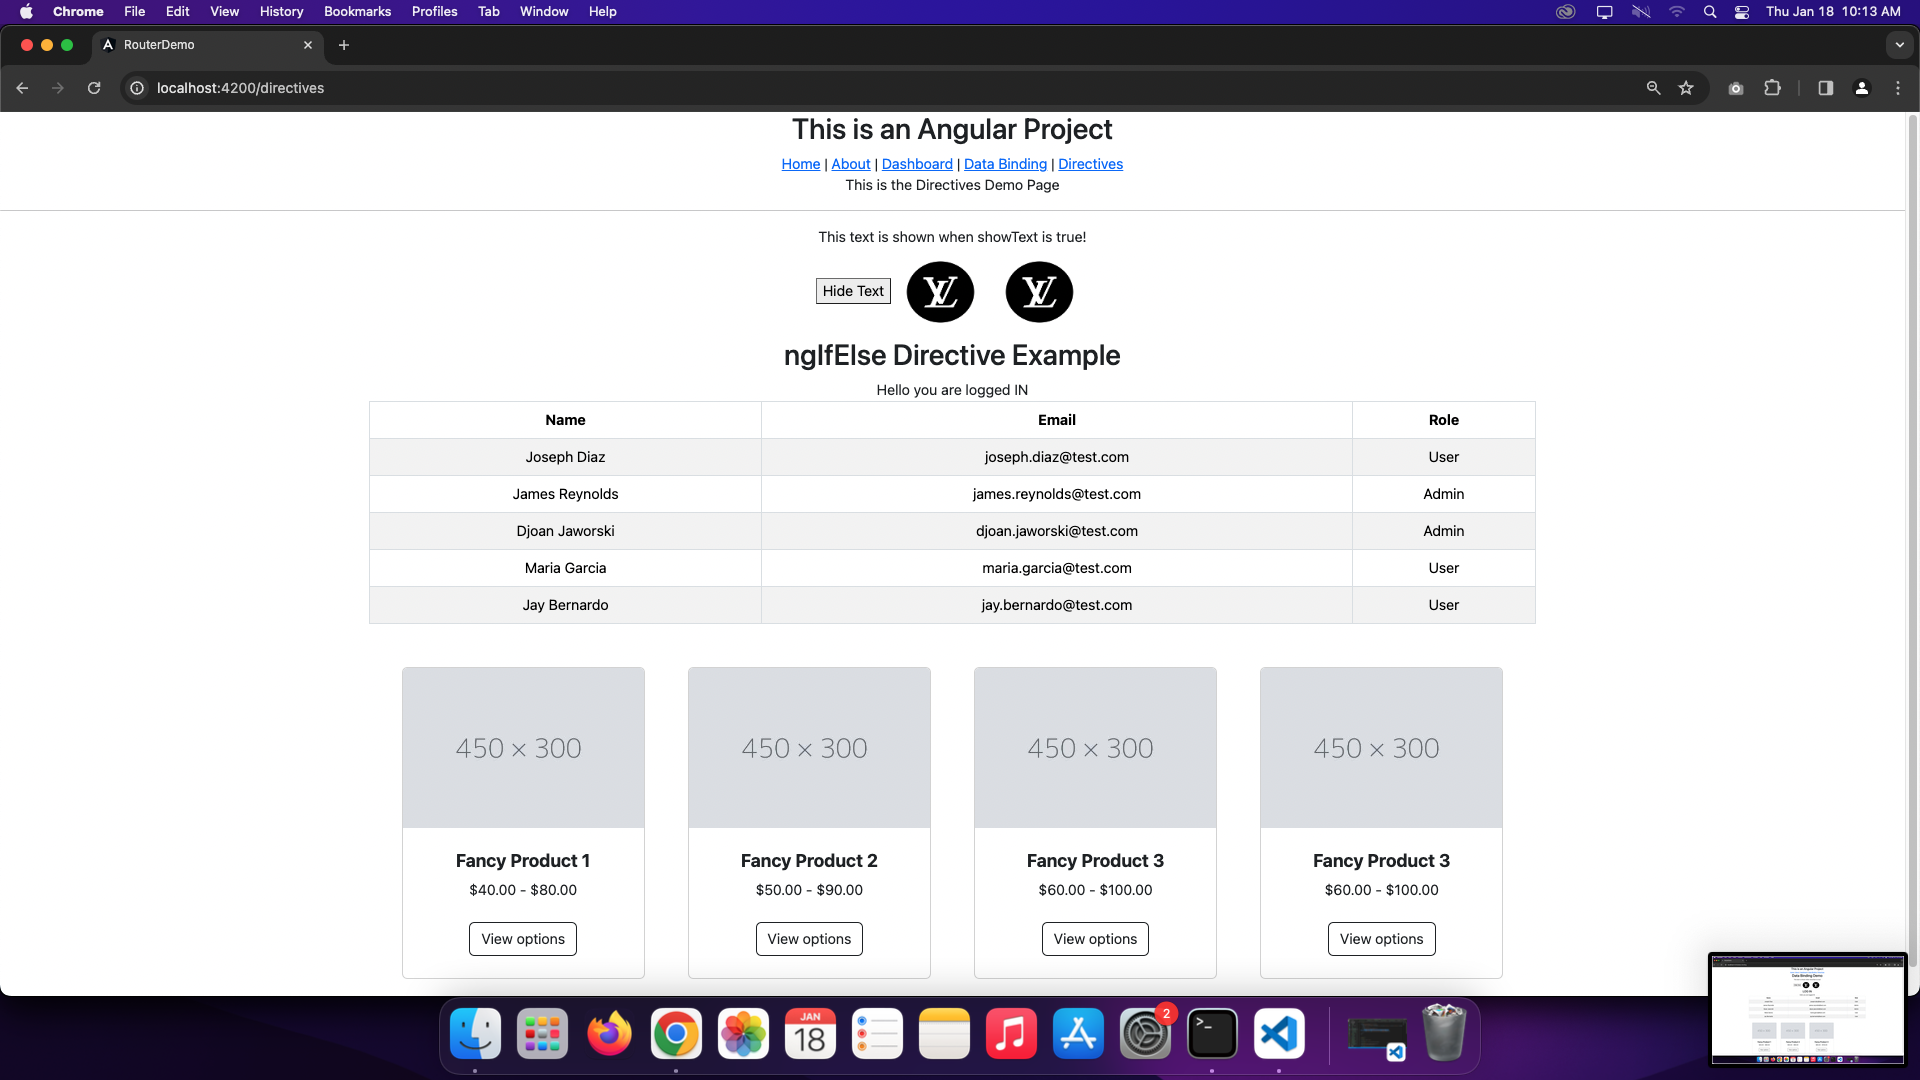 Chrome File Edit View History Bookmarks Profiles Tab Window Help Thu Jan 18 10:13 AM
RouterDemo
localhost:4200/directives
This is an Angular Project
Home | About | Dashboard | Data Binding | Directives
This is the Directives Demo Page
This text is shown when showText is true!
Hide Text
ngIfElse Directive Example
Hello you are logged IN
Name Email Role
Joseph Diaz joseph.diaz@test.com User
James Reynolds james.reynolds@test.com Admin
Djoan Jaworski djoan.jaworski@test.com Admin
Maria Garcia maria.garcia@test.com User
Jay Bernardo jay.bernardo@test.com User
450 × 300 450 × 300 450 × 300 450 × 300
Fancy Product 1 Fancy Product 2 Fancy Product 3 Fancy Product 3
$40.00 - $80.00 $50.00 - $90.00 $60.00 - $100.00 $60.00 - $100.00
View options View options View options View options
JAN
18
2